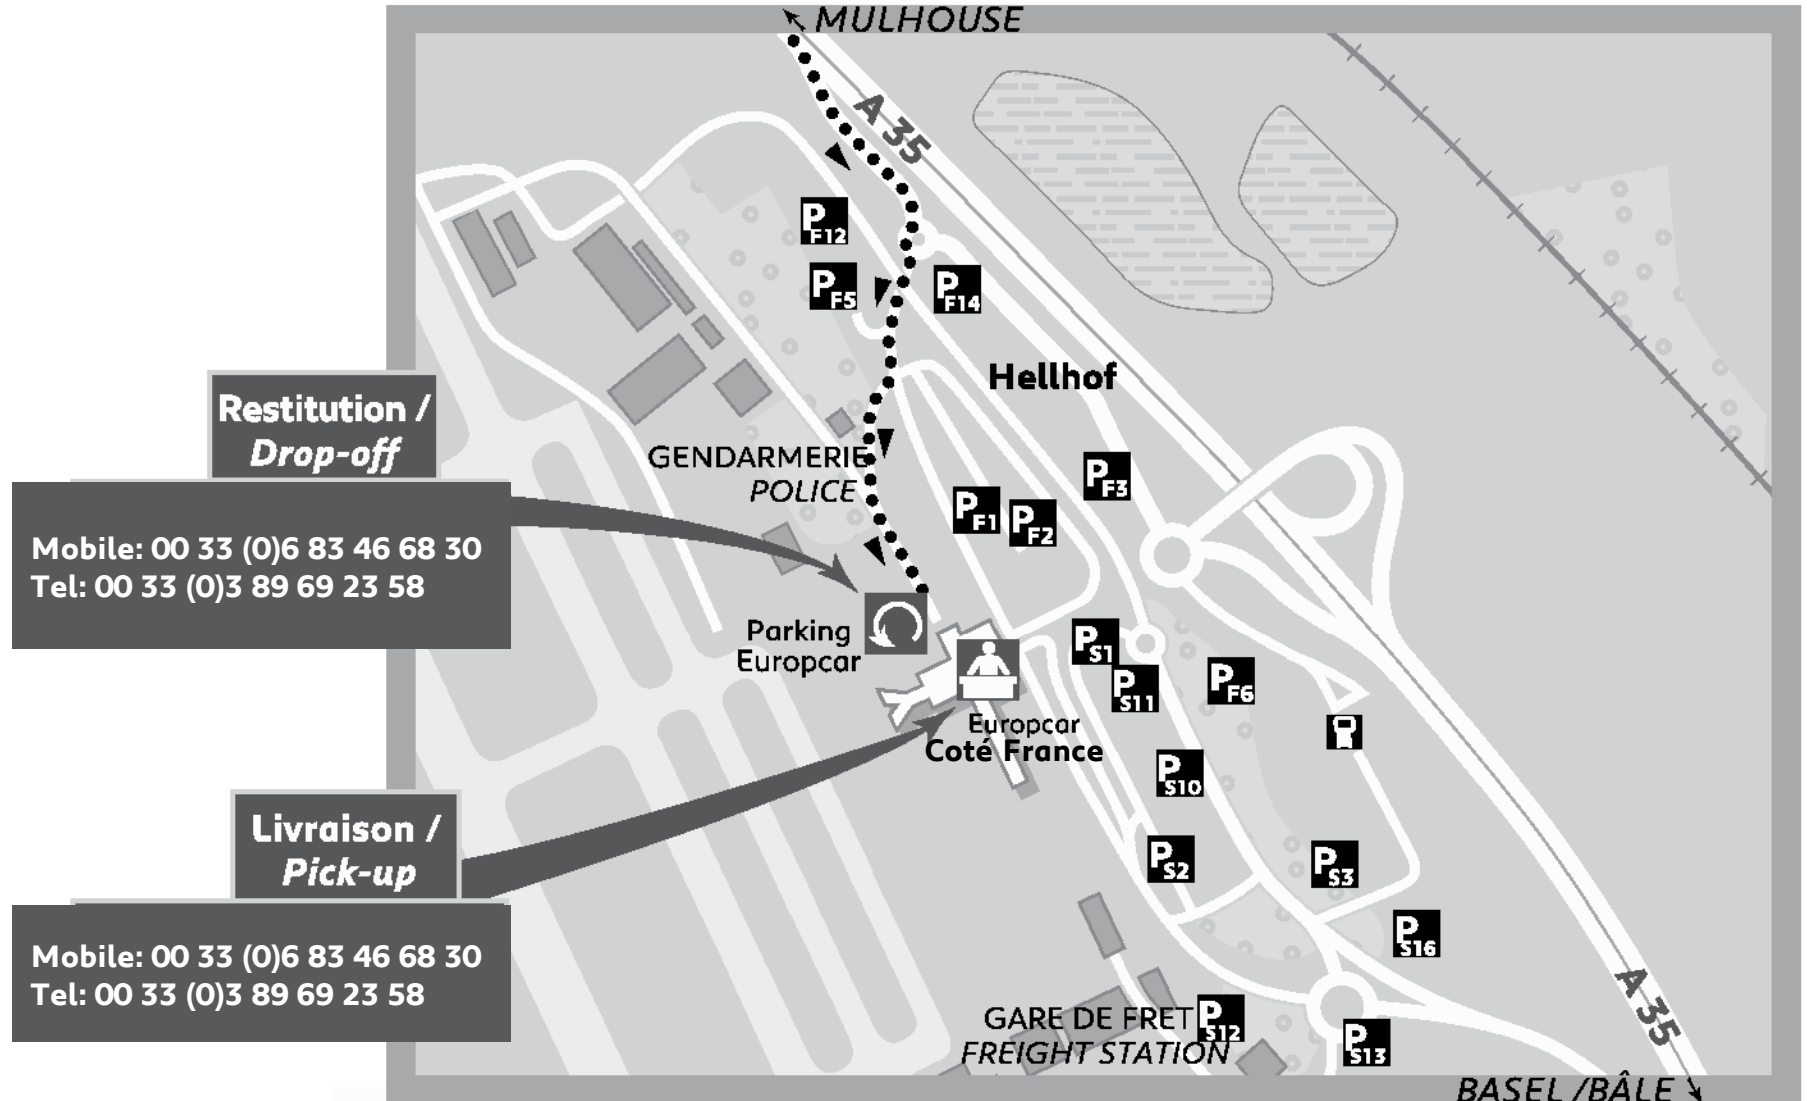 MULHOUSE
A 35
P F12
P F5
P F14
Hellhof
Restitution /
Drop-off
GENDARMERIE
POLICE
P F3
P F1
P F2
Mobile: 00 33 (0)6 83 46 68 30
Tel: 00 33 (0)3 89 69 23 58
Parking
Europcar
P S1
P S11
P F6
Europcar
Coté France
P S10
Livraison /
Pick-up
P S2
P S3
P S16
Mobile: 00 33 (0)6 83 46 68 30
Tel: 00 33 (0)3 89 69 23 58
GARE DE FRET
FREIGHT STATION
P S12
P S13
A 35
BASEL /BÂLE